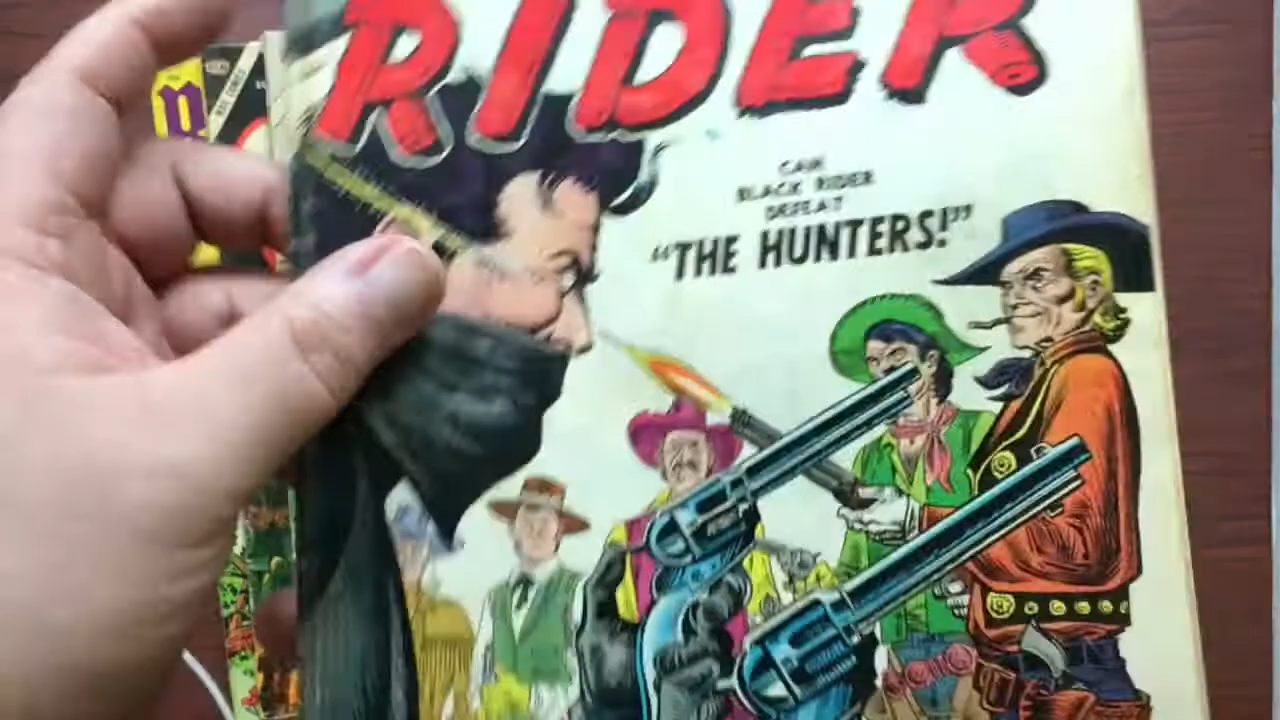 RIDER
CAN
BLACK RIDER
DEFEAT
"THE HUNTERS!"